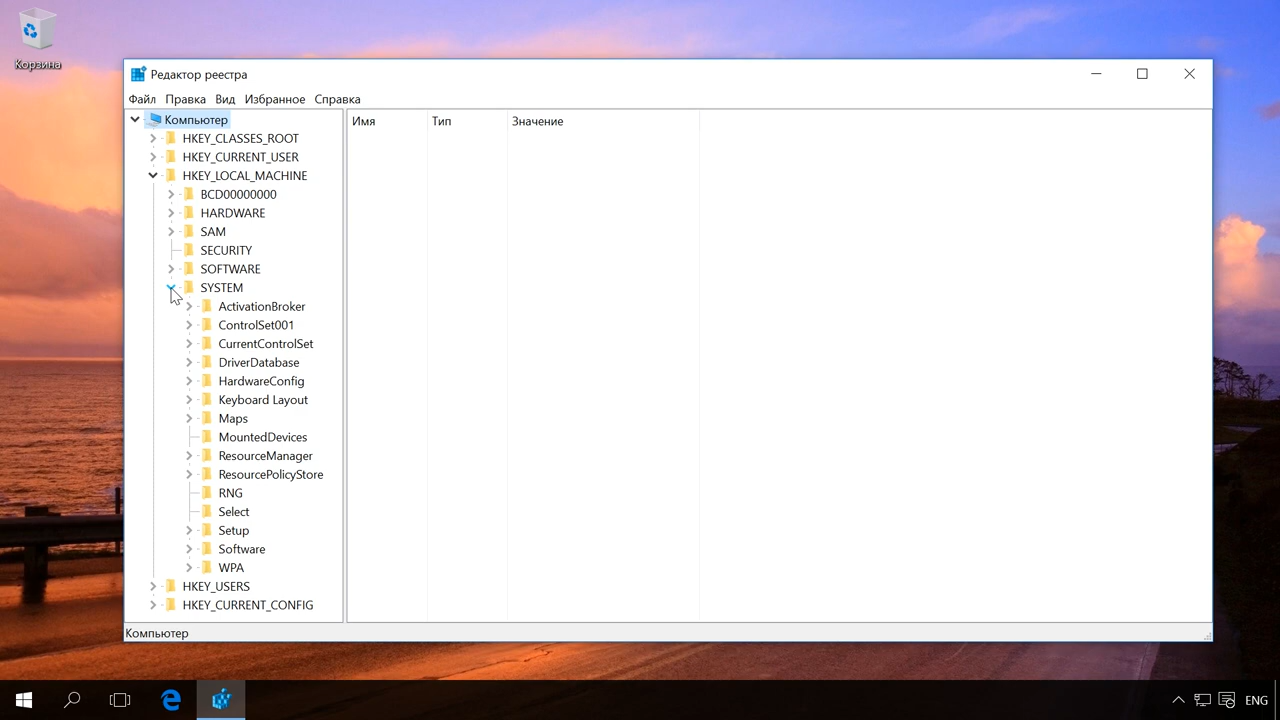 Корзина
Редактор реестра
Файл Правка Вид Избранное Справка
Компьютер
HKEY_CLASSES_ROOT
HKEY_CURRENT_USER
HKEY_LOCAL_MACHINE
BCD00000000
HARDWARE
SAM
SECURITY
SOFTWARE
SYSTEM
ActivationBroker
ControlSet001
CurrentControlSet
DriverDatabase
HardwareConfig
Keyboard Layout
Maps
MountedDevices
ResourceManager
ResourcePolicyStore
RNG
Select
Setup
Software
WPA
HKEY_USERS
HKEY_CURRENT_CONFIG
Имя Тип Значение
Компьютер
ENG